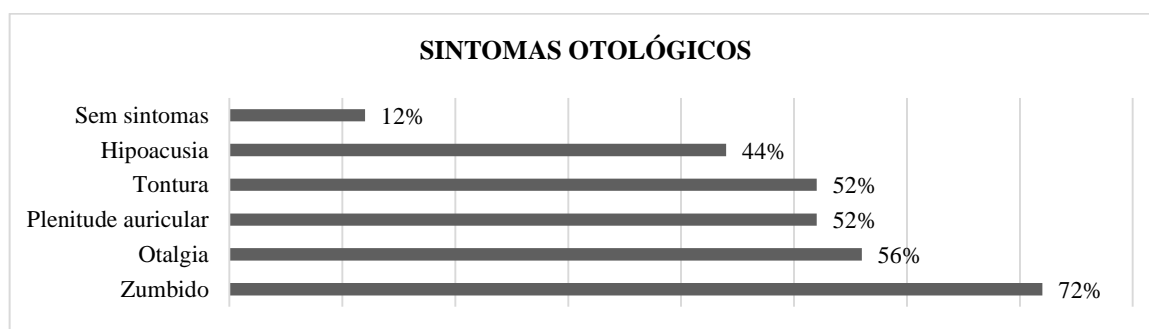 SINTOMAS OTOLÓGICOS
Sem sintomas 12%
Hipoacusia 44%
Tontura 52%
Plenitude auricular 52%
Otalgia 56%
Zumbido 72%